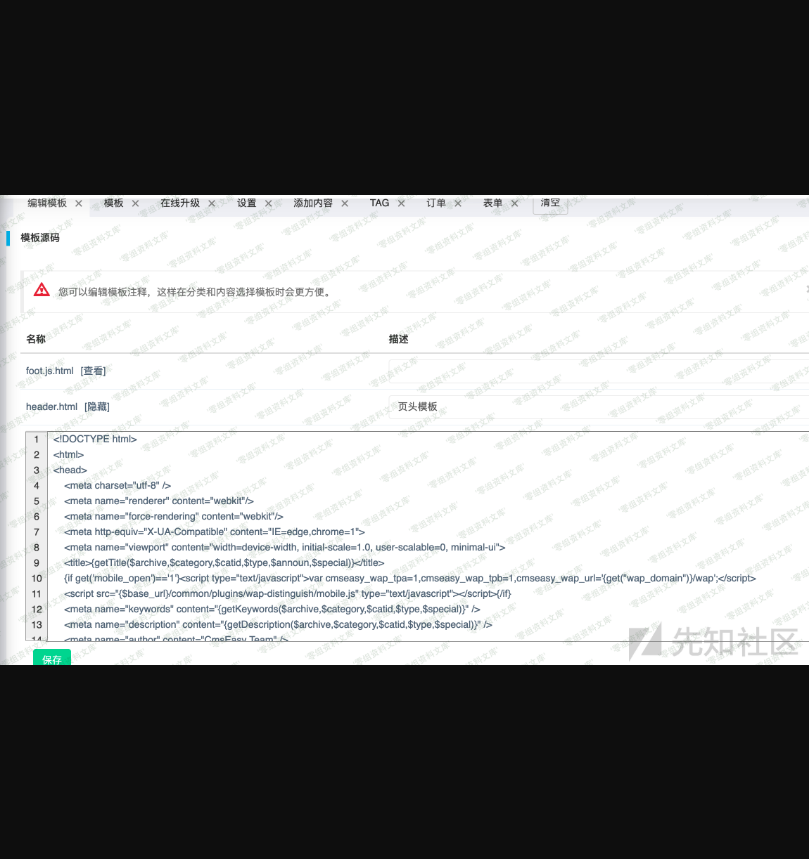 编辑模板 × 模板 × 在线升级 × 设置 × 添加内容 × TAG × 订单 × 表单 × 清空
模板源码
您可以编辑模板注释，这样在分类和内容选择模板时会更方便。
名称 描述
foot.js.html [查看]
header.html [隐藏] 页头模板
1 <!DOCTYPE html>
2 <html>
3 <head>
4 <meta charset="utf-8" />
5 <meta name="renderer" content="webkit"/>
6 <meta name="force-rendering" content="webkit"/>
7 <meta http-equiv="X-UA-Compatible" content="IE=edge,chrome=1">
8 <meta name="viewport" content="width=device-width, initial-scale=1.0, user-scalable=0, minimal-ui">
9 <title>{getTitle($archive,$category,$catid,$type,$announ,$special)}</title>
10 {if get('mobile_open')=='1'}<script type="text/javascript">var cmseasy_wap_tpa=1,cmseasy_wap_tpb=1,cmseasy_wap_url='{get("wap_domain")}/wap';</script>
11 <script src="{$base_url}/common/plugins/wap-distinguish/mobile.js" type="text/javascript"></script>{/if}
12 <meta name="keywords" content="{getKeywords($archive,$category,$catid,$type,$special)}" />
13 <meta name="description" content="{getDescription($archive,$category,$catid,$type,$special)}" />
14 <meta name="author" content="CmsEasy Team" />
保存
先知社区
零组资料文库